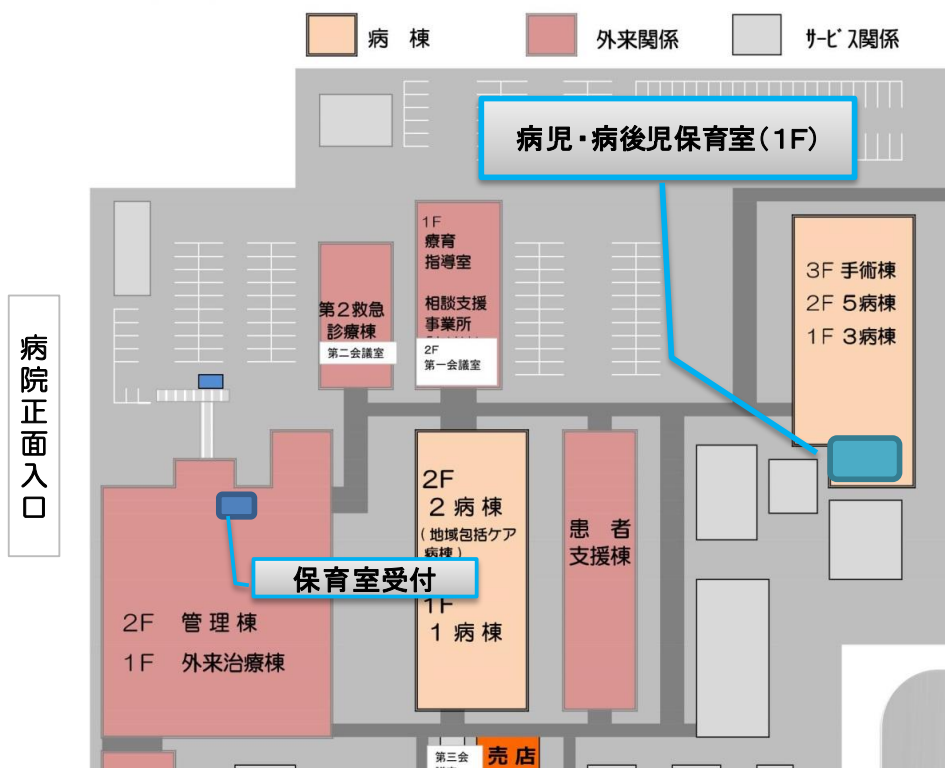 病 棟
外来関係
サービス関係
病児・病後児保育室(1F)
1F
療育
指導室
相談支援
事業所
2F
第一会議室
第2救急
診療棟
第二会議室
3F 手術棟
2F 5病棟
1F 3病棟
病院正面入口
2F
2 病 棟
(地域包括ケア
病棟)
1F
1 病 棟
患 者
支援棟
保育室受付
2F 管 理 棟
1F 外来治療棟
第三会
売店